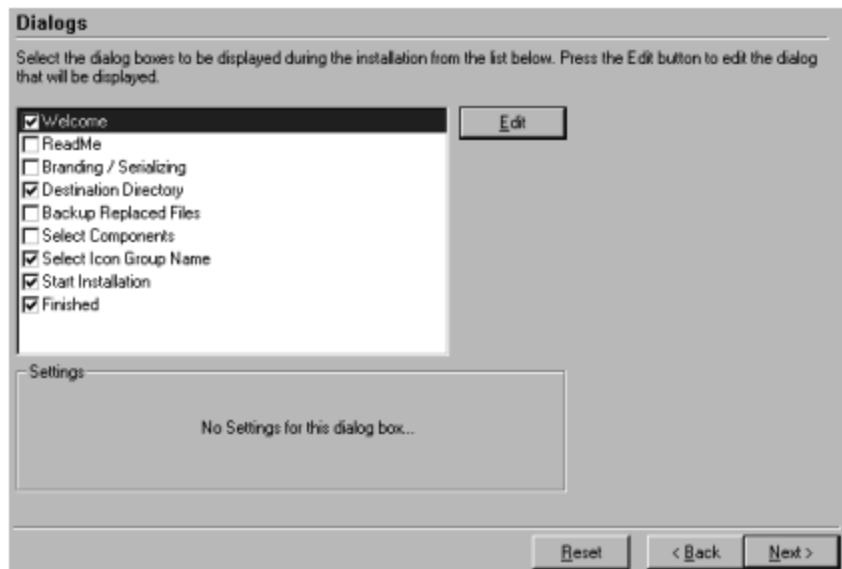 Dialogs
Select the dialog boxes to be displayed during the installation from the list below. Press the Edit button to edit the dialog
that will be displayed.
Welcome
Edit
ReadMe
Branding / Serializing
Destination Directory
Backup Replaced Files
Select Components
Select Icon Group Name
Start Installation
Finished
Settings
No Settings for this dialog box...
Reset
< Back
Next >